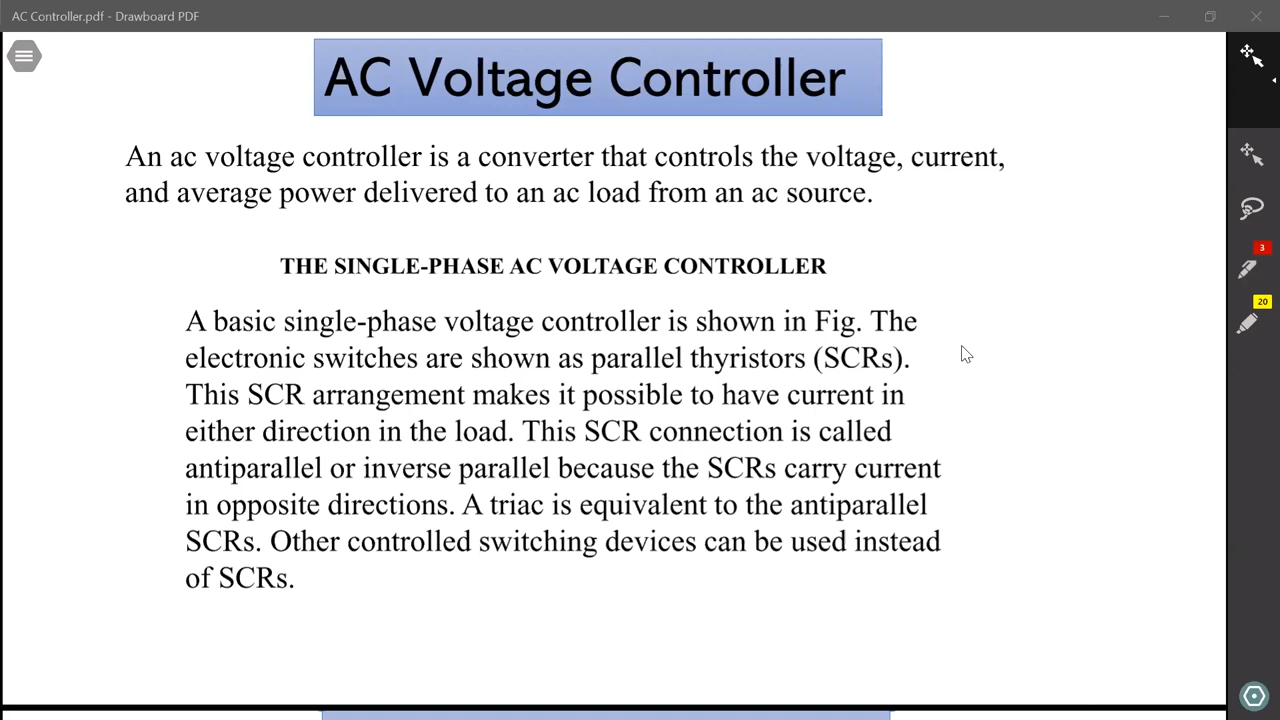 AC Controller.pdf - Drawboard PDF
AC Voltage Controller
An ac voltage controller is a converter that controls the voltage, current,
and average power delivered to an ac load from an ac source.
THE SINGLE-PHASE AC VOLTAGE CONTROLLER
A basic single-phase voltage controller is shown in Fig. The
electronic switches are shown as parallel thyristors (SCRs).
This SCR arrangement makes it possible to have current in
either direction in the load. This SCR connection is called
antiparallel or inverse parallel because the SCRs carry current
in opposite directions. A triac is equivalent to the antiparallel
SCRs. Other controlled switching devices can be used instead
of SCRs.
3
20